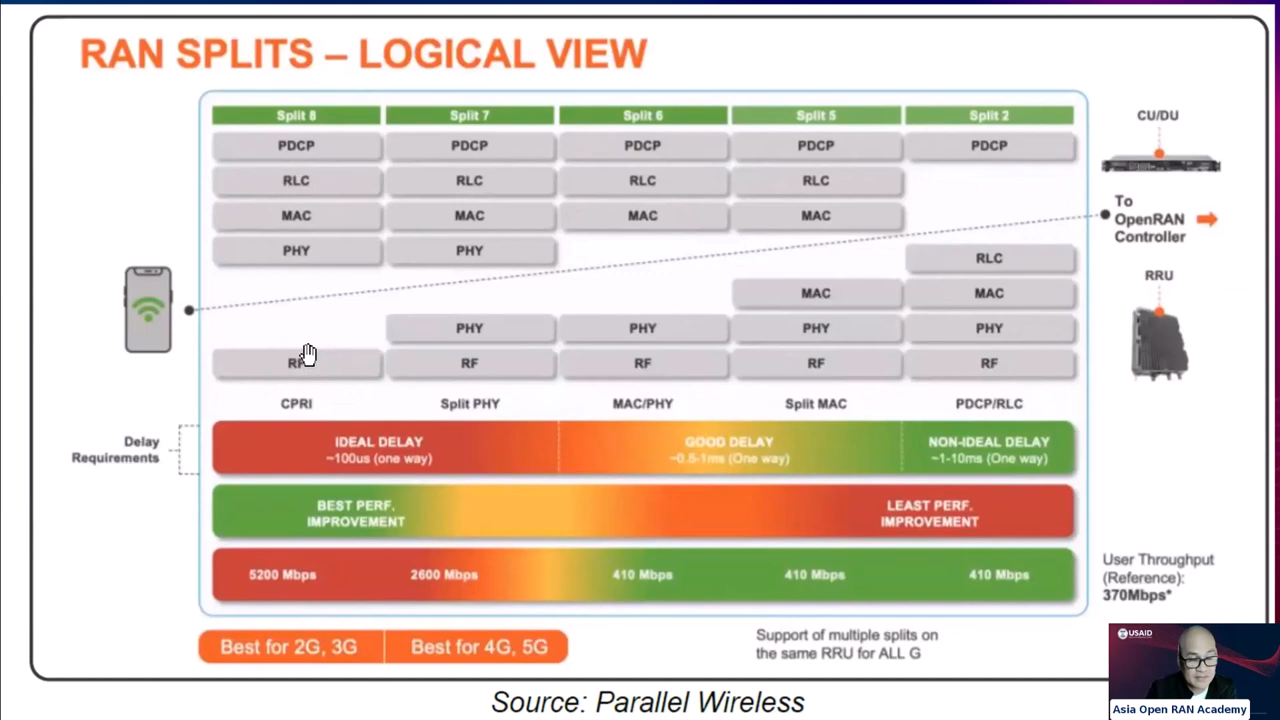 RAN SPLITS – LOGICAL VIEW
Split 8 Split 7 Split 6 Split 5 Split 2
PDCP PDCP PDCP PDCP PDCP
RLC RLC RLC RLC
MAC MAC MAC MAC
PHY PHY
RLC
MAC MAC
PHY PHY PHY PHY
RF RF RF RF RF
CPRI Split PHY MAC/PHY Split MAC PDCP/RLC
CU/DU
To
OpenRAN
Controller
RRU
Delay
Requirements
IDEAL DELAY
~100us (one way)
GOOD DELAY
~0.5-1ms (One way)
NON-IDEAL DELAY
~1-10ms (One way)
BEST PERF.
IMPROVEMENT
LEAST PERF.
IMPROVEMENT
5200 Mbps 2600 Mbps 410 Mbps 410 Mbps 410 Mbps
User Throughput
(Reference):
370Mbps*
Best for 2G, 3G Best for 4G, 5G
Support of multiple splits on
the same RRU for ALL G
Source: Parallel Wireless
USAID
Asia Open RAN Academy